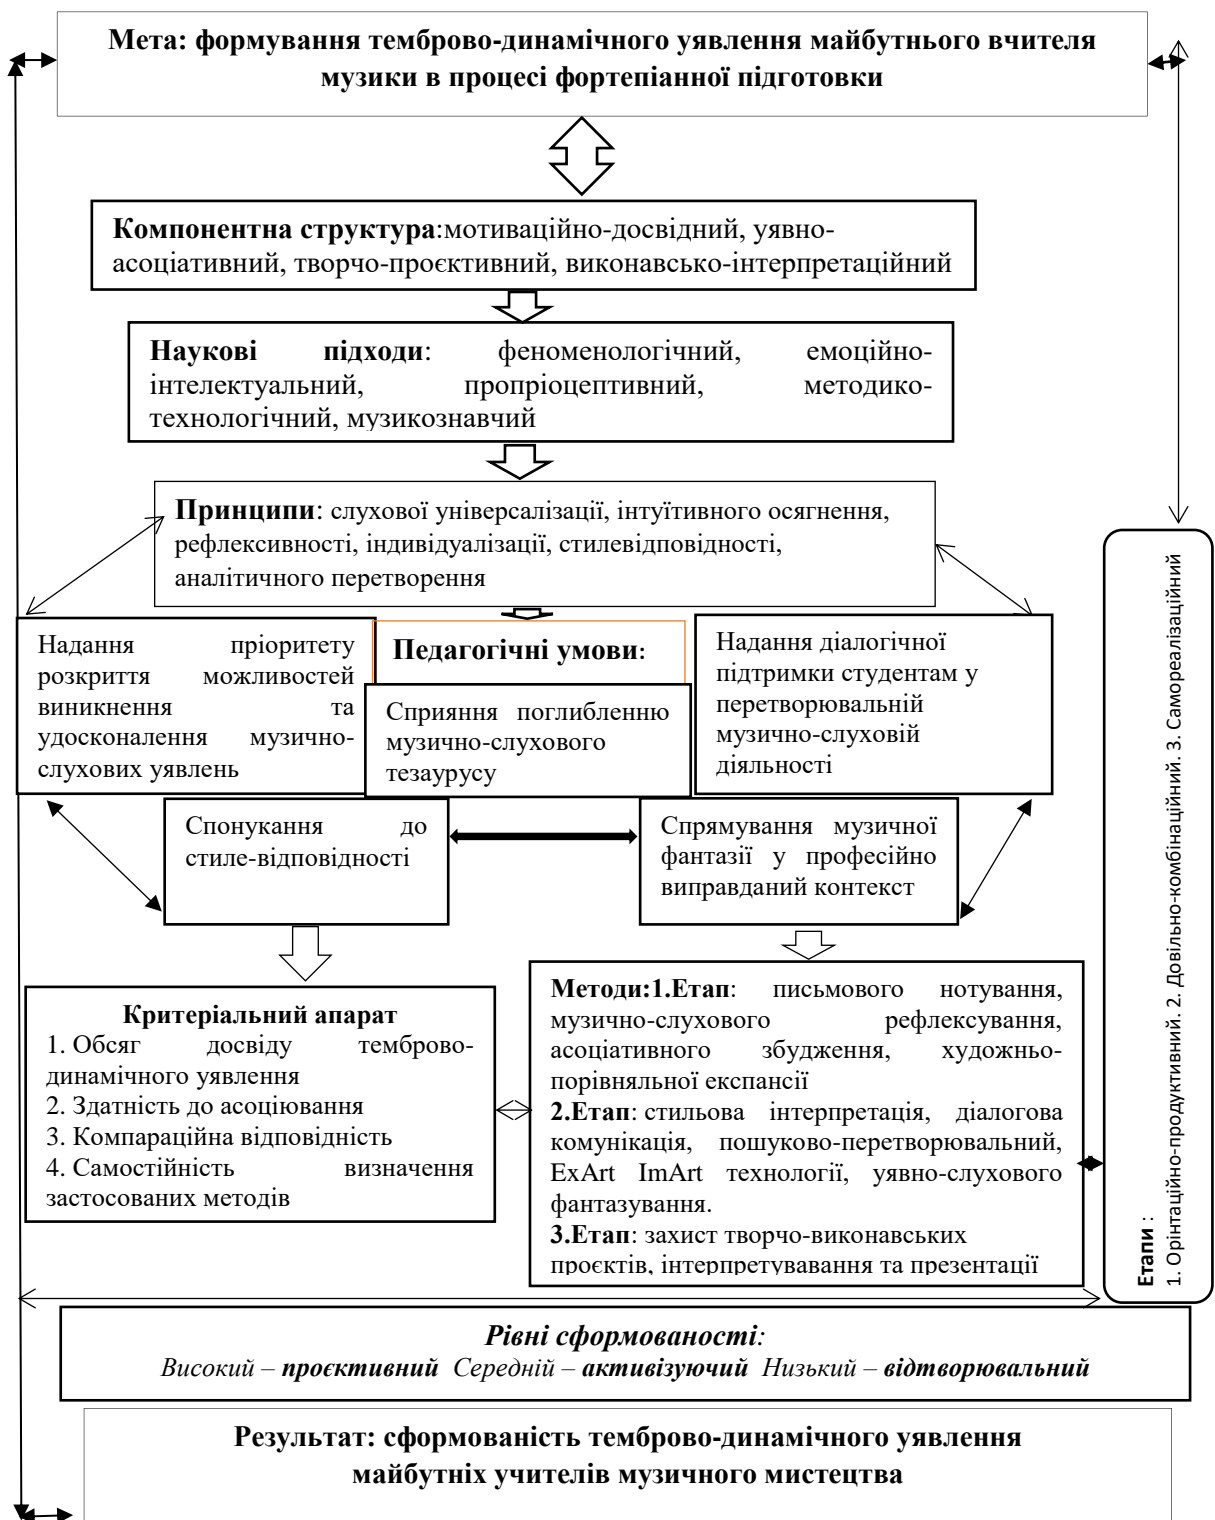 Мета: формування темброво-динамічного уявлення майбутнього вчителя
музики в процесі фортепіанної підготовки
Компонентна структура:мотиваційно-досвідний, уявно-
асоціативний, творчо-проєктивний, виконавсько-інтерпретаційний
Наукові підходи: феноменологічний, емоційно-
інтелектуальний, пропріоцептивний, методико-
технологічний, музикознавчий
Принципи: слухової універсалізації, інтуїтивного осягнення,
рефлексивності, індивідуалізації, стилевідповідності,
аналітичного перетворення
Надання пріоритету
розкриття можливостей
виникнення та
удосконалення музично-
слухових уявлень
Педагогічні умови:
Сприяння поглибленню
музично-слухового
тезаурусу
Надання діалогічної
підтримки студентам у
перетворювальній
музично-слуховій
діяльності
Спонукання до
стиле-відповідності
Спрямування музичної
фантазії у професійно
виправданий контекст
Критеріальний апарат
1. Обсяг досвіду темброво-
динамічного уявлення
2. Здатність до асоціювання
3. Компараційна відповідність
4. Самостійність визначення
застосованих методів
Методи:1.Етап: письмового нотування,
музично-слухового рефлексування,
асоціативного збудження, художньо-
порівняльної експансії
2.Етап: стильова інтерпретація, діалогова
комунікація, пошуково-перетворювальний,
ExArt ImArt технології, уявно-слухового
фантазування.
3.Етап: захист творчо-виконавських
проєктів, інтерпретувавання та презентації
Етапи :
1. Орінтаційно-продуктивний. 2. Довільно-комбінаційний. 3. Самореалізаційний
Рівні сформованості:
Високий – проєктивний Середній – активізуючий Низький – відтворювальний
Результат: сформованість темброво-динамічного уявлення
майбутніх учителів музичного мистецтва